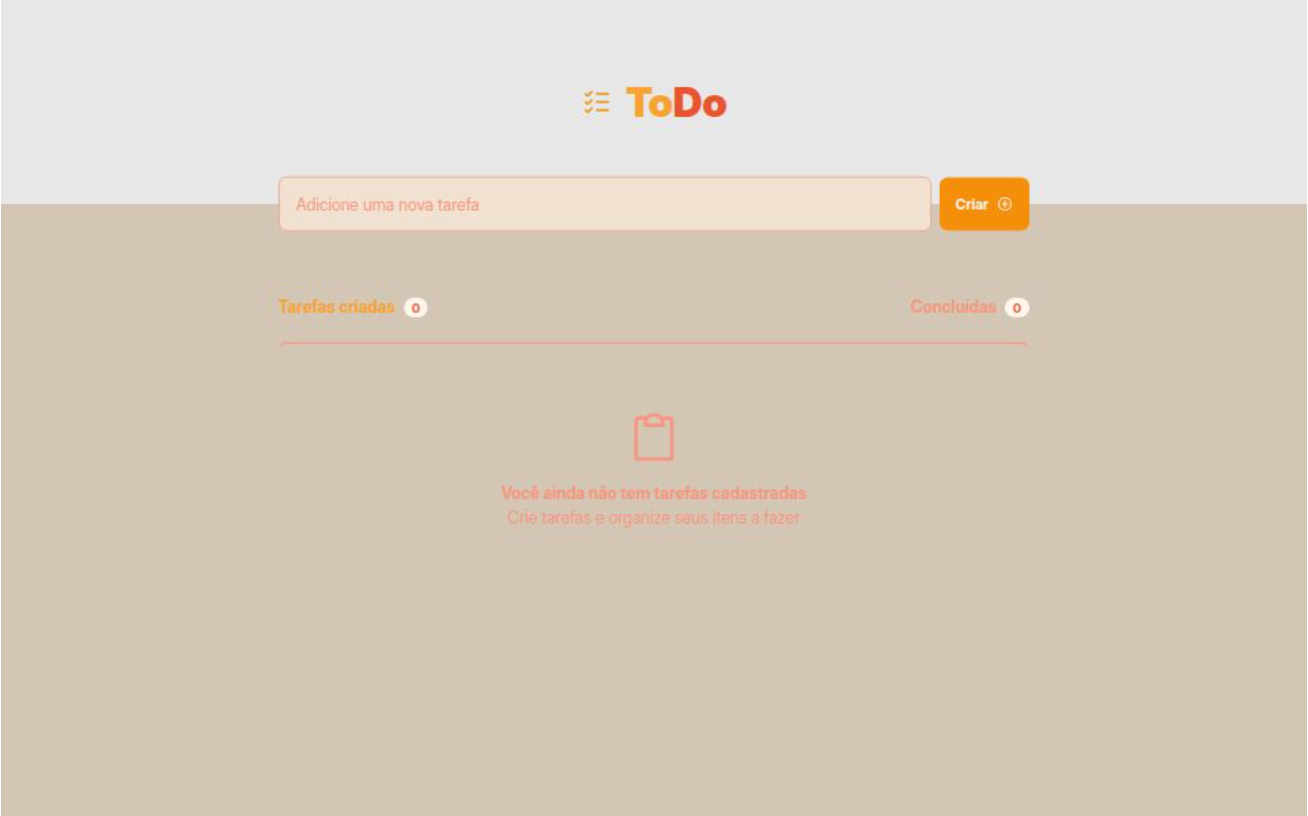 ToDo
Adicione uma nova tarefa
Criar
Tarefas criadas 0
Concluídas 0
Você ainda não tem tarefas cadastradas
Crie tarefas e organize seus itens a fazer